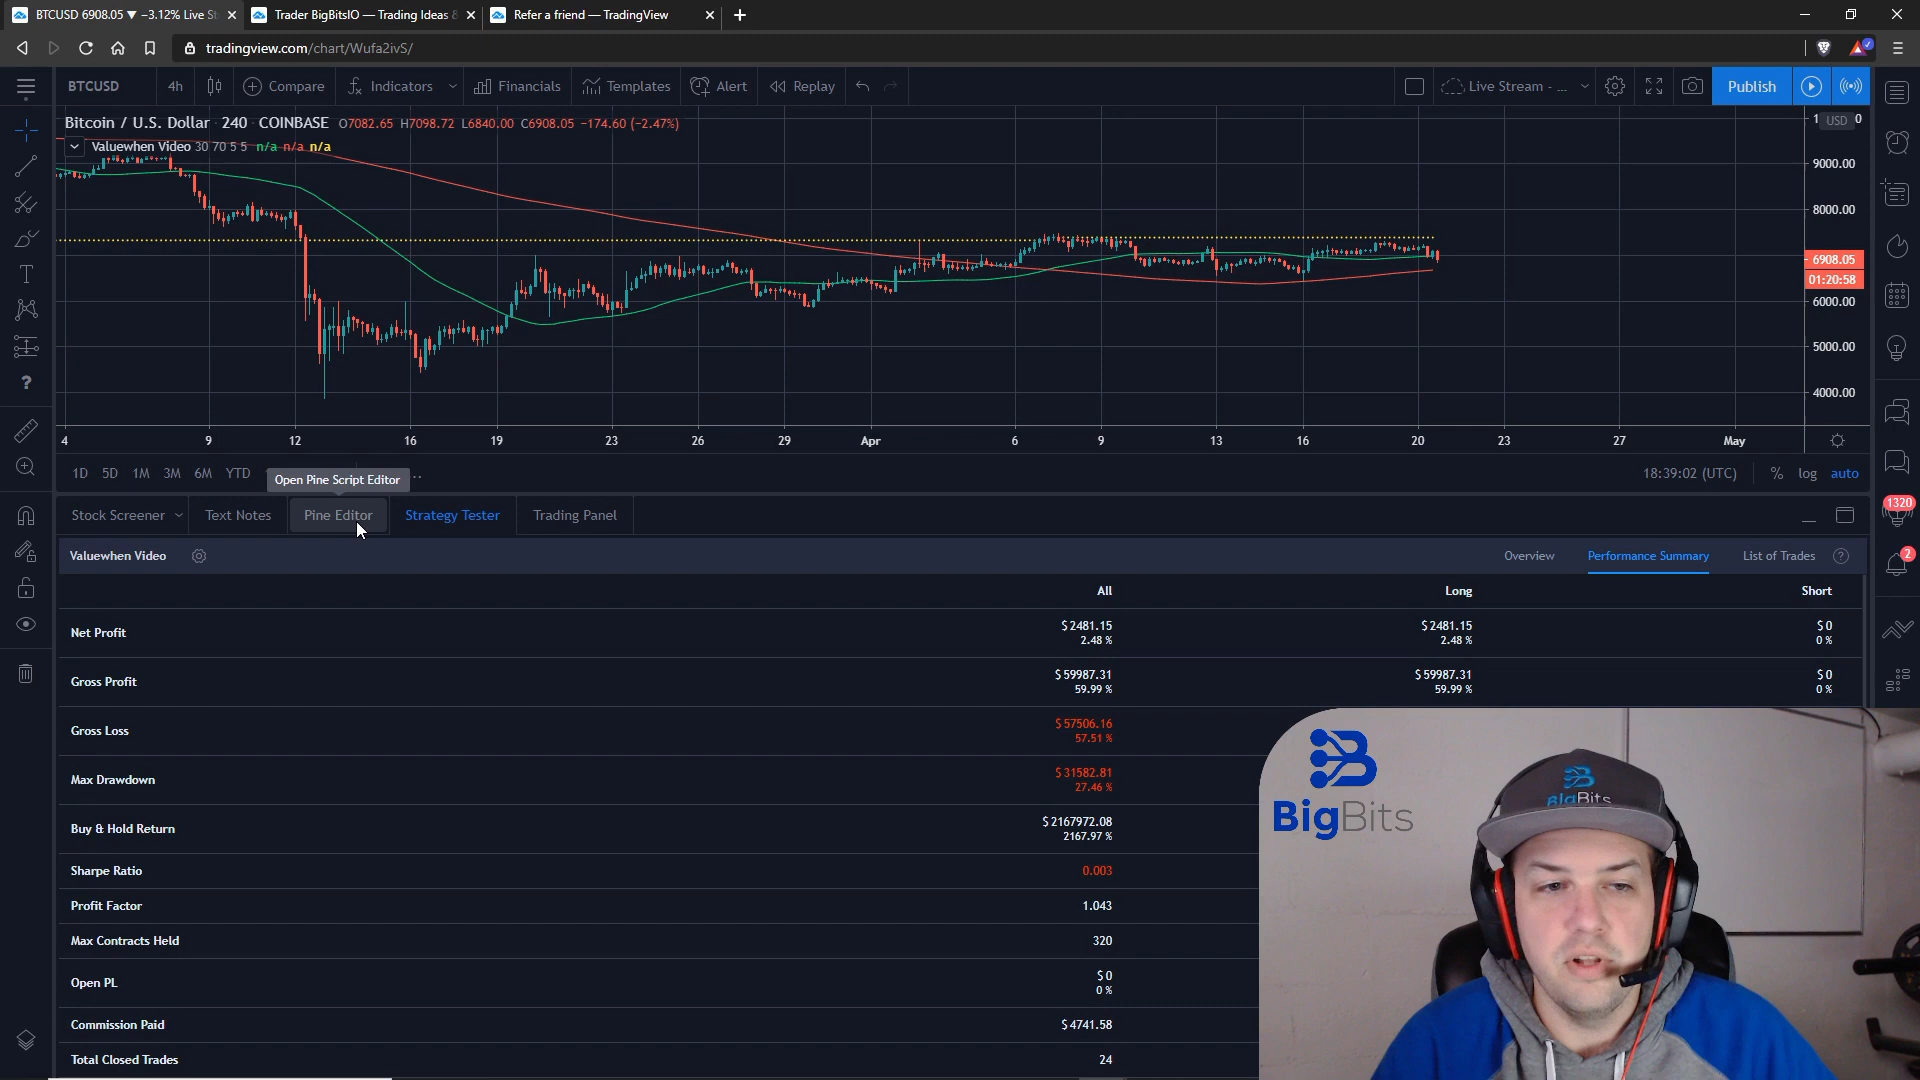 BTCUSD 6908.05 ▼ −3.12% Live St
Trader BigBitsIO — Trading Ideas &
Refer a friend — TradingView
tradingview.com/chart/Wufa2ivS/
BTCUSD
4h
Compare
Indicators
Financials
Templates
Alert
Replay
Live Stream - ...
Publish
Bitcoin / U.S. Dollar 240 COINBASE O7082.65 H7098.72 L6840.00 C6908.05 −174.60 (−2.47%)
Valuewhen Video 30 70 5 5 n/a n/a n/a
USD
9000.00
8000.00
6908.05
01:20:58
6000.00
5000.00
4000.00
4 9 12 16 19 23 26 29 Apr 6 9 13 16 20 23 27 May
1D 5D 1M 3M 6M YTD
Open Pine Script Editor
18:39:02 (UTC) % log auto
1320
2
Stock Screener
Text Notes
Pine Editor
Strategy Tester
Trading Panel
Valuewhen Video
Overview
Performance Summary
List of Trades
All Long Short
Net Profit $ 2481.15 $ 2481.15 $ 0
2.48 % 2.48 % 0 %
Gross Profit $ 59987.31 $ 59987.31 $ 0
59.99 % 59.99 % 0 %
Gross Loss $ 57506.16
57.51 %
Max Drawdown $ 31582.81
27.46 %
Buy & Hold Return $ 2167972.08
2167.97 %
Sharpe Ratio 0.003
Profit Factor 1.043
Max Contracts Held 320
Open PL $ 0
0 %
Commission Paid $ 4741.58
Total Closed Trades 24
BigBits
BigBits